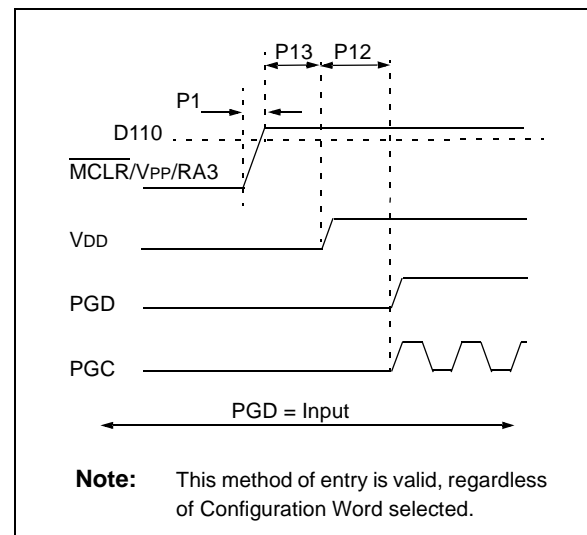 P13 P12
P1
D110
MCLR/VPP/RA3
VDD
PGD
PGC
PGD = Input
Note: This method of entry is valid, regardless
of Configuration Word selected.